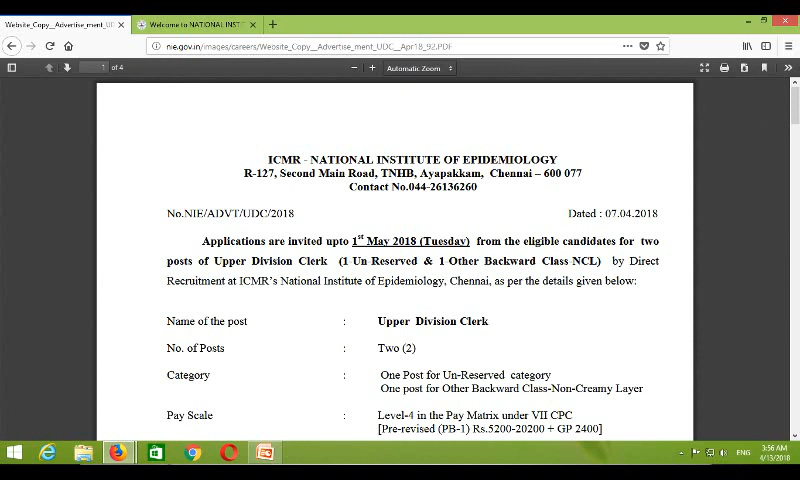 Website_Copy__Advertise_ment_UD
Welcome to NATIONAL INSTIT
nie.gov.in/images/careers/Website_Copy__Advertise_ment_UDC__Apr18_92.PDF
1 of 4
Automatic Zoom
ICMR - NATIONAL INSTITUTE OF EPIDEMIOLOGY
R-127, Second Main Road, TNHB, Ayapakkam, Chennai – 600 077
Contact No.044-26136260
No.NIE/ADVT/UDC/2018 Dated : 07.04.2018
Applications are invited upto 1st May 2018 (Tuesday) from the eligible candidates for two
posts of Upper Division Clerk (1-Un-Reserved & 1-Other Backward Class-NCL) by Direct
Recruitment at ICMR's National Institute of Epidemiology, Chennai, as per the details given below:
Name of the post : Upper Division Clerk
No. of Posts : Two (2)
Category : One Post for Un-Reserved category
One post for Other Backward Class-Non-Creamy Layer
Pay Scale : Level-4 in the Pay Matrix under VII CPC
[Pre-revised (PB-1) Rs.5200-20200 + GP 2400]
ENG
3:56 AM
4/13/2018